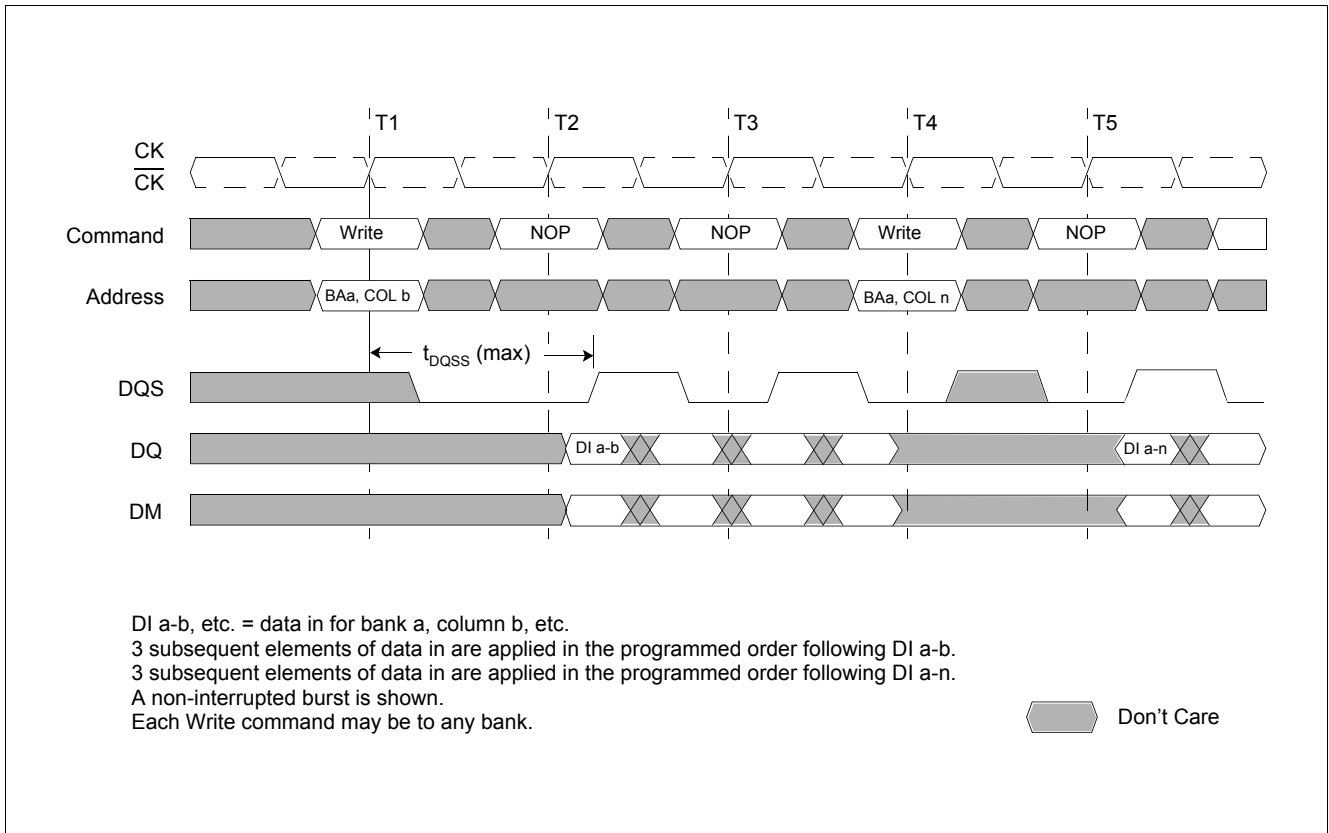 T1 T2 T3 T4 T5
CK
CK
Command Write NOP NOP Write NOP
Address BAa, COL b BAa, COL n
tDQSS (max)
DQS
DQ DI a-b DI a-n
DM
DI a-b, etc. = data in for bank a, column b, etc.
3 subsequent elements of data in are applied in the programmed order following DI a-b.
3 subsequent elements of data in are applied in the programmed order following DI a-n.
A non-interrupted burst is shown.
Each Write command may be to any bank.
Don't Care